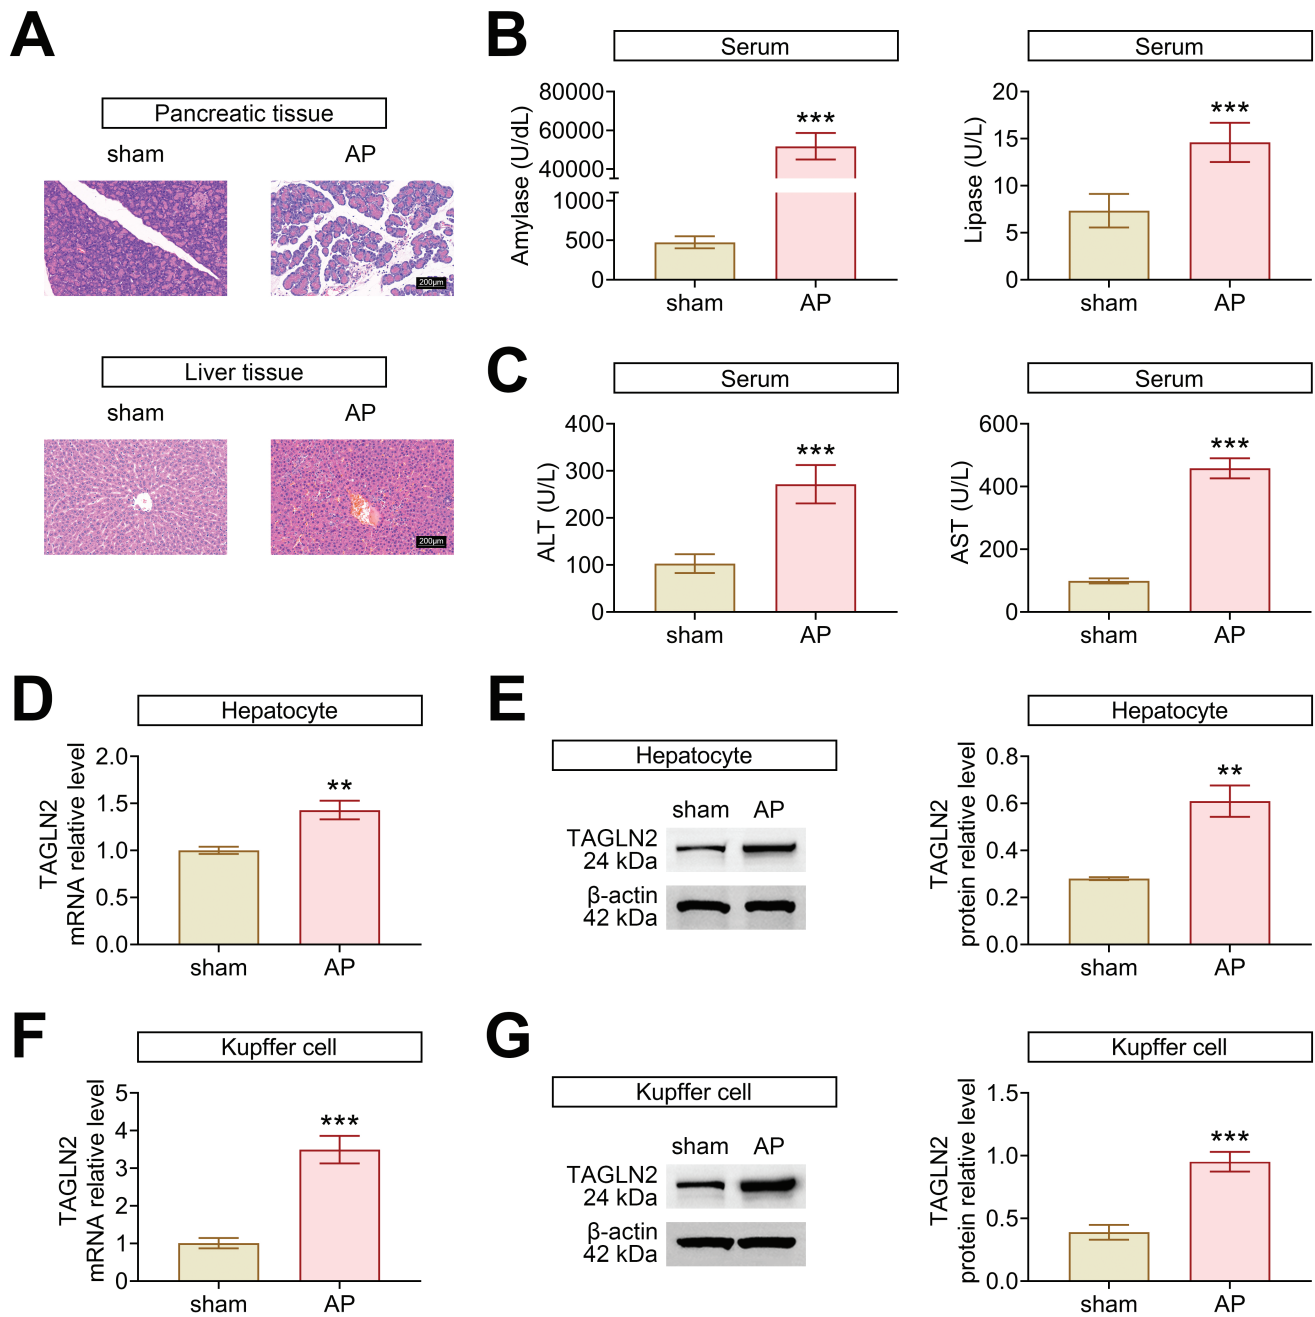 A
Pancreatic tissue
sham
AP
200μm
Liver tissue
sham
AP
200μm
B
Serum
Amylase (U/dL)
80000
60000
40000
1000
500
0
***
sham
AP
Serum
Lipase (U/L)
20
15
10
5
0
***
sham
AP
C
Serum
ALT (U/L)
400
300
200
100
0
***
sham
AP
Serum
AST (U/L)
600
400
200
0
***
sham
AP
D
Hepatocyte
TAGLN2
mRNA relative level
2.0
1.5
1.0
0.5
0.0
**
sham
AP
E
Hepatocyte
sham
AP
TAGLN2
24 kDa
β-actin
42 kDa
Hepatocyte
TAGLN2
protein relative level
0.8
0.6
0.4
0.2
0.0
**
sham
AP
F
Kupffer cell
TAGLN2
mRNA relative level
5
4
3
2
1
0
***
sham
AP
G
Kupffer cell
sham
AP
TAGLN2
24 kDa
β-actin
42 kDa
Kupffer cell
TAGLN2
protein relative level
1.5
1.0
0.5
0.0
***
sham
AP